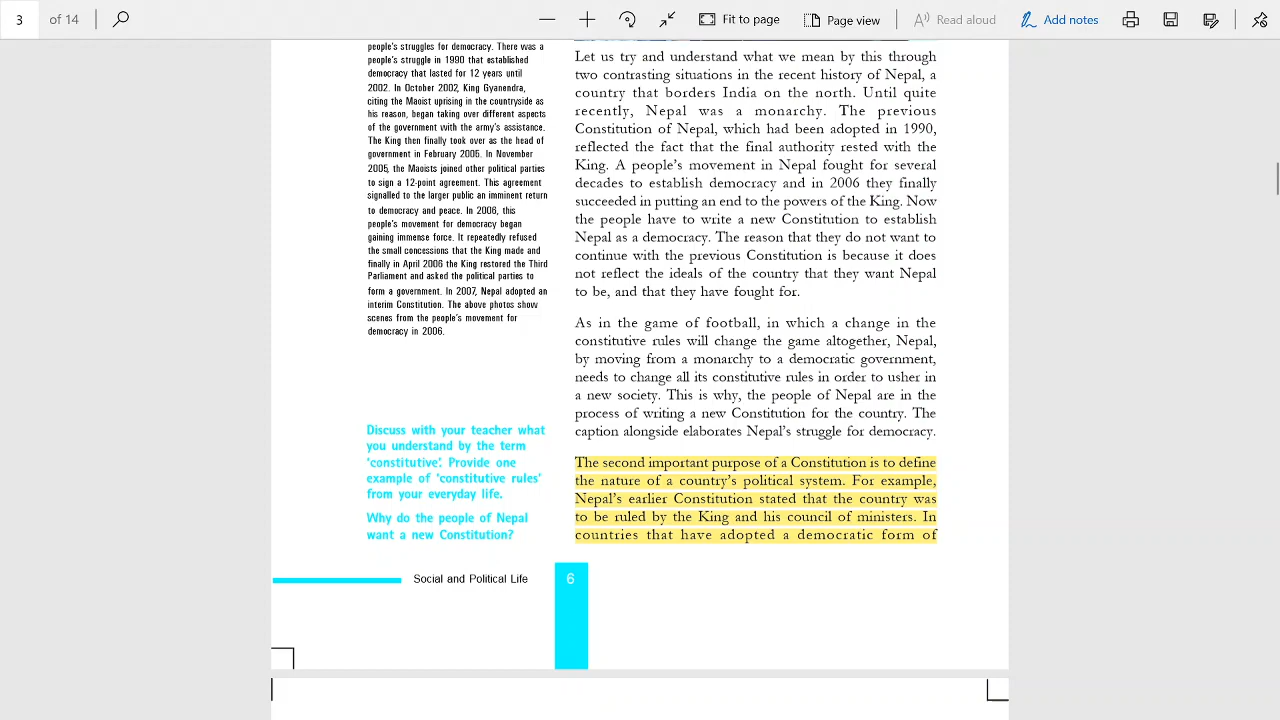 3 of 14 Fit to page Page view Read aloud Add notes
people's struggles for democracy. There was a
people's struggle in 1990 that established
democracy that lasted for 12 years until
2002. In October 2002, King Gyanendra,
citing the Maoist uprising in the countryside as
his reason, began taking over different aspects
of the government with the army's assistance.
The King then finally took over as the head of
government in February 2005. In November
2005, the Maoists joined other political parties
to sign a 12-point agreement. This agreement
signalled to the larger public an imminent return
to democracy and peace. In 2006, this
people's movement for democracy began
gaining immense force. It repeatedly refused
the small concessions that the King made and
finally in April 2006 the King restored the Third
Parliament and asked the political parties to
form a government. In 2007, Nepal adopted an
interim Constitution. The above photos show
scenes from the people's movement for
democracy in 2006.
Discuss with your teacher what
you understand by the term
‘constitutive’. Provide one
example of ‘constitutive rules’
from your everyday life.
Why do the people of Nepal
want a new Constitution?
Let us try and understand what we mean by this through
two contrasting situations in the recent history of Nepal, a
country that borders India on the north. Until quite
recently, Nepal was a monarchy. The previous
Constitution of Nepal, which had been adopted in 1990,
reflected the fact that the final authority rested with the
King. A people’s movement in Nepal fought for several
decades to establish democracy and in 2006 they finally
succeeded in putting an end to the powers of the King. Now
the people have to write a new Constitution to establish
Nepal as a democracy. The reason that they do not want to
continue with the previous Constitution is because it does
not reflect the ideals of the country that they want Nepal
to be, and that they have fought for.
As in the game of football, in which a change in the
constitutive rules will change the game altogether, Nepal,
by moving from a monarchy to a democratic government,
needs to change all its constitutive rules in order to usher in
a new society. This is why, the people of Nepal are in the
process of writing a new Constitution for the country. The
caption alongside elaborates Nepal’s struggle for democracy.
The second important purpose of a Constitution is to define
the nature of a country’s political system. For example,
Nepal’s earlier Constitution stated that the country was
to be ruled by the King and his council of ministers. In
countries that have adopted a democratic form of
Social and Political Life 6